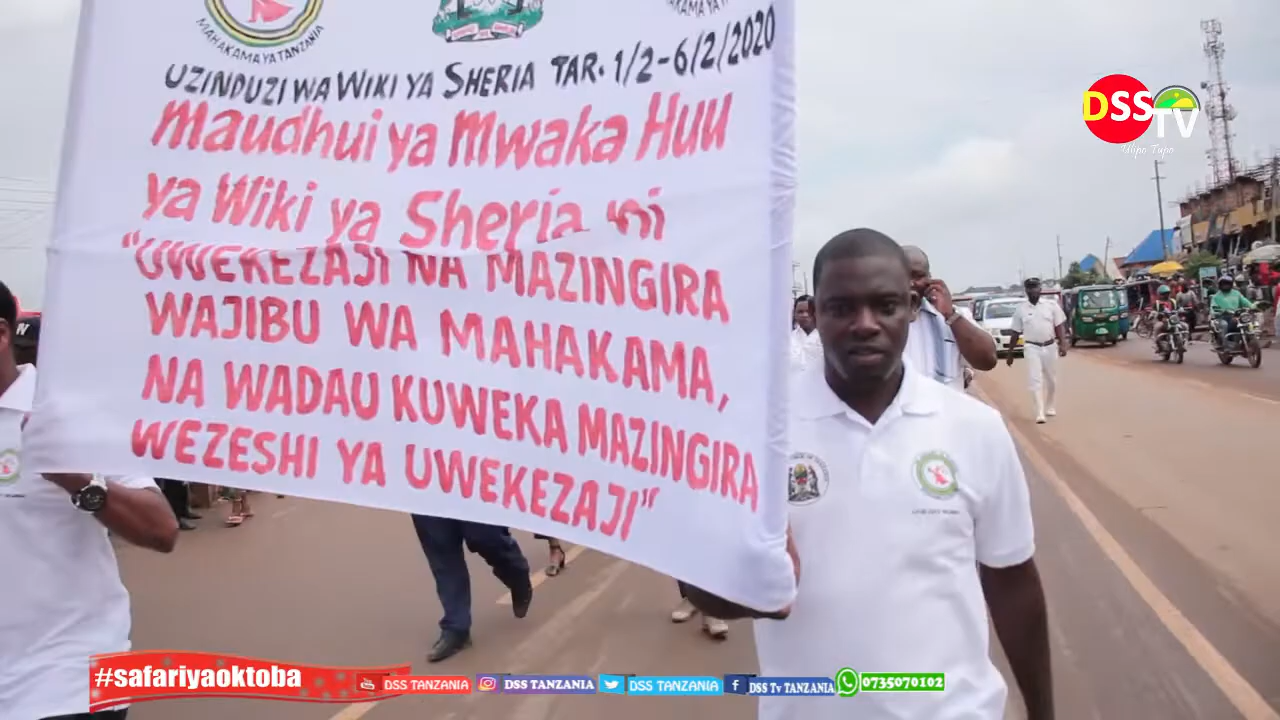 MAHAKAMA YA TANZANIA
MAHAKAMA YA
UZINDUZI WA WIKI YA SHERIA TAR. 1/2-6/2/2020
Maudhui ya Mwaka Huu
ya Wiki ya Sheria ni
"UWEKEZAJI NA MAZINGIRA
WAJIBU WA MAHAKAMA,
NA WADAU KUWEKA MAZINGIRA
WEZESHI YA UWEKEZAJI"
DSS
TV
#safariyaoktoba
DSS TANZANIA
DSS TANZANIA
DSS TANZANIA
DSS Tv TANZANIA
0735070102